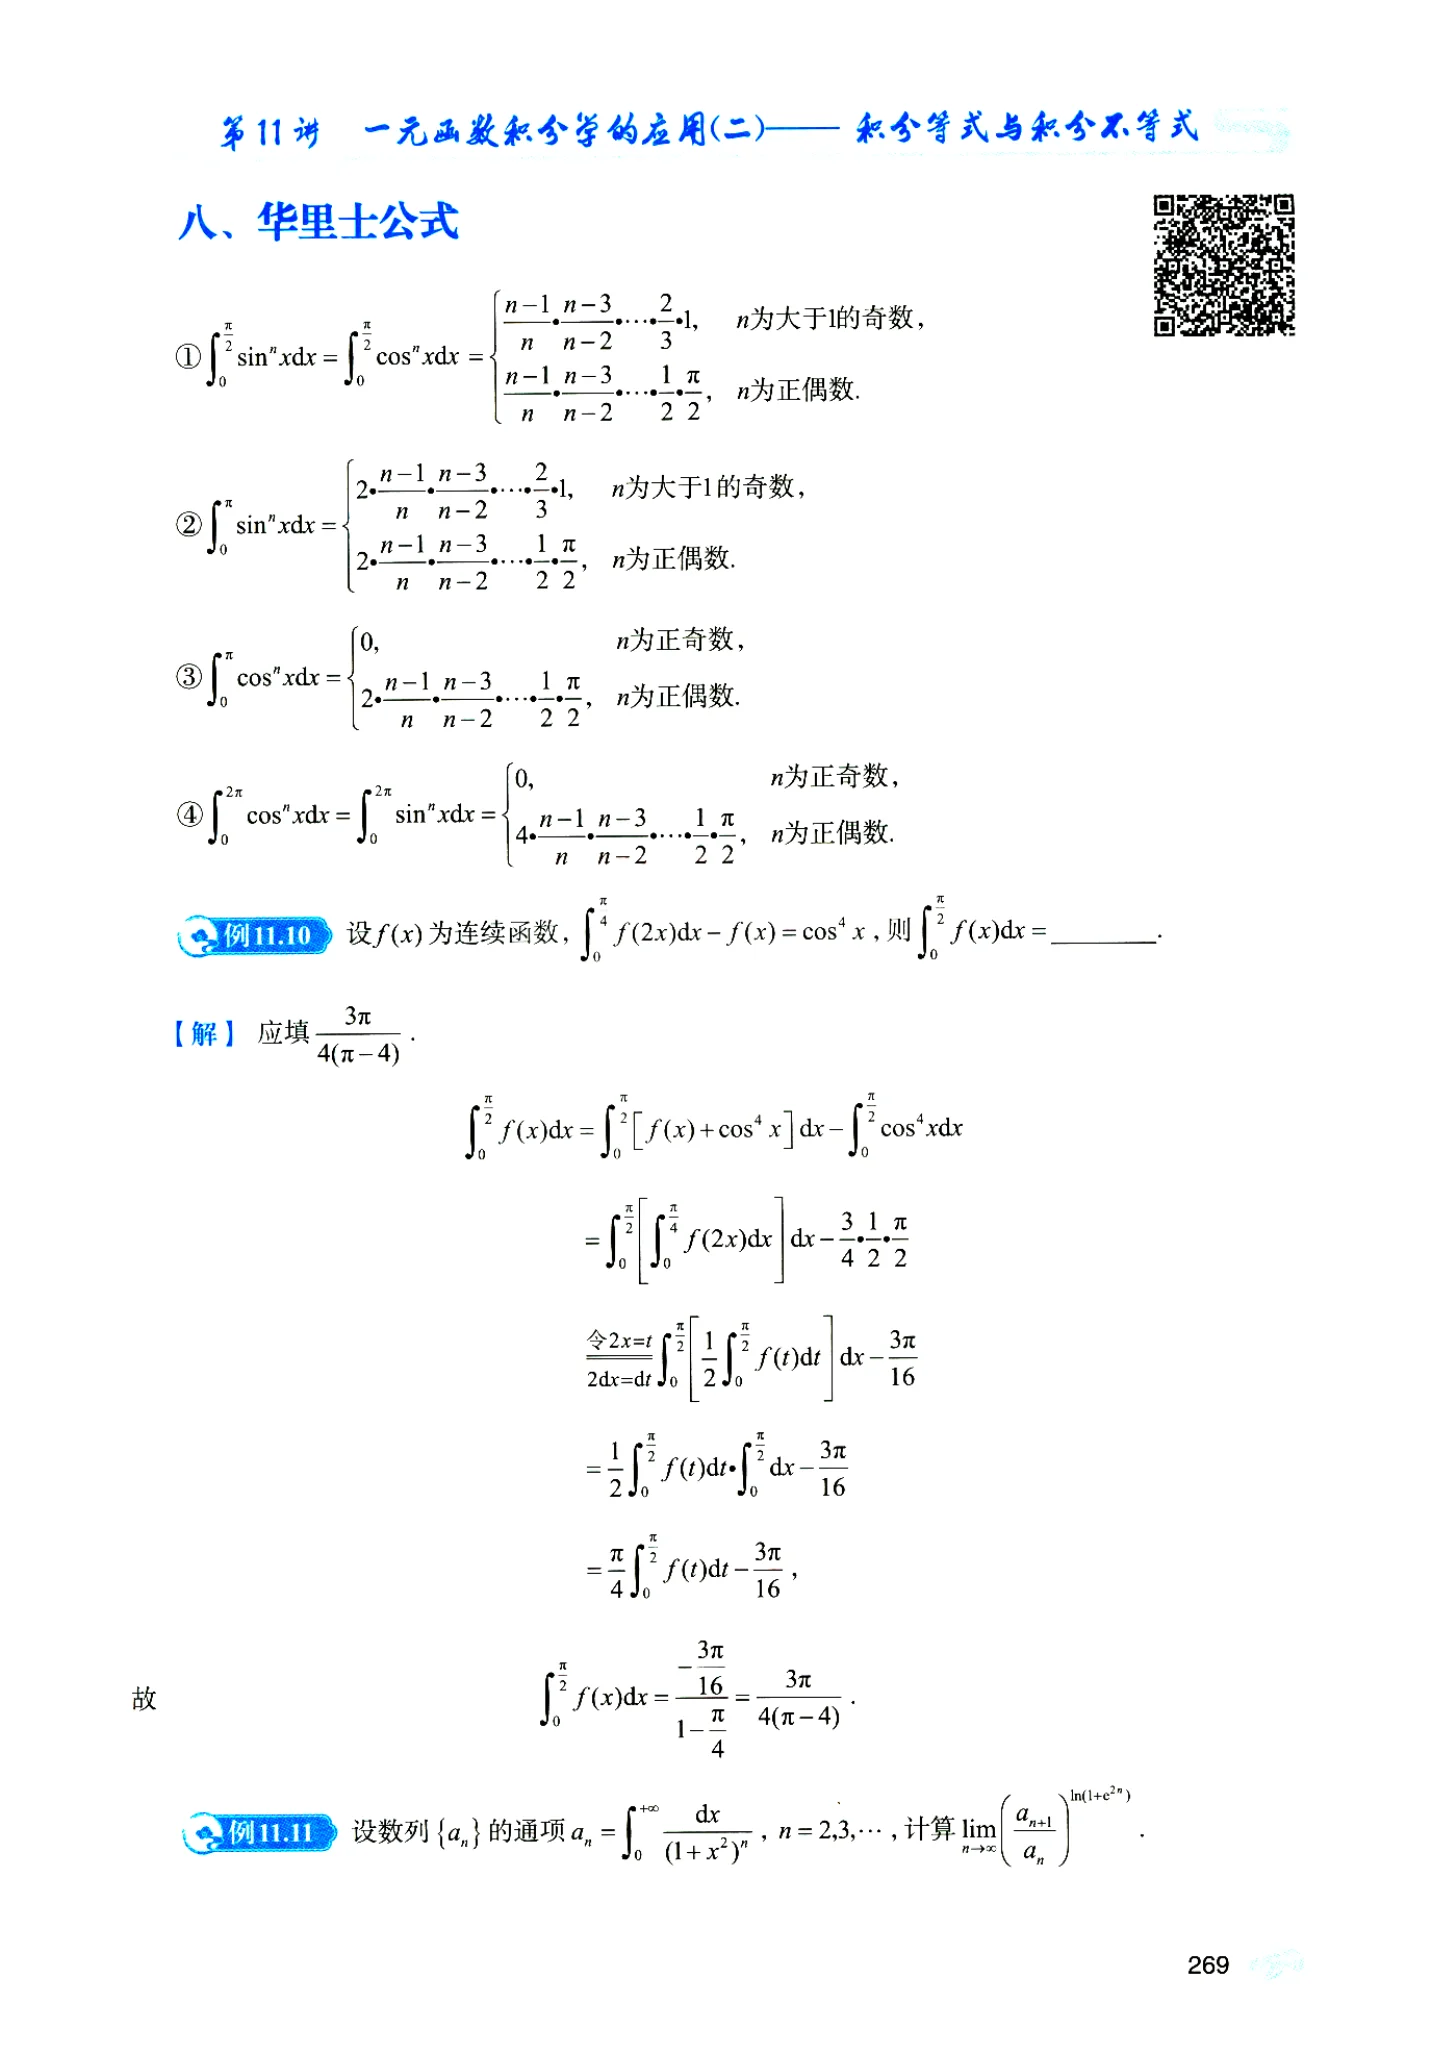 第11讲 一元函数积分学的应用(二)—— 积分等式与积分不等式
八、华里士公式
① $\int_0^{\frac{\pi}{2}} \sin^n x dx = \int_0^{\frac{\pi}{2}} \cos^n x dx = \begin{cases} \frac{n-1}{n} \cdot \frac{n-3}{n-2} \cdot \cdots \cdot \frac{2}{3} \cdot 1, & n为大于1的奇数, \\ \frac{n-1}{n} \cdot \frac{n-3}{n-2} \cdot \cdots \cdot \frac{1}{2} \cdot \frac{\pi}{2}, & n为正偶数. \end{cases}$
② $\int_0^{\pi} \sin^n x dx = \begin{cases} 2 \cdot \frac{n-1}{n} \cdot \frac{n-3}{n-2} \cdot \cdots \cdot \frac{2}{3} \cdot 1, & n为大于1的奇数, \\ 2 \cdot \frac{n-1}{n} \cdot \frac{n-3}{n-2} \cdot \cdots \cdot \frac{1}{2} \cdot \frac{\pi}{2}, & n为正偶数. \end{cases}$
③ $\int_0^{\pi} \cos^n x dx = \begin{cases} 0, & n为正奇数, \\ 2 \cdot \frac{n-1}{n} \cdot \frac{n-3}{n-2} \cdot \cdots \cdot \frac{1}{2} \cdot \frac{\pi}{2}, & n为正偶数. \end{cases}$
④ $\int_0^{2\pi} \cos^n x dx = \int_0^{2\pi} \sin^n x dx = \begin{cases} 0, & n为正奇数, \\ 4 \cdot \frac{n-1}{n} \cdot \frac{n-3}{n-2} \cdot \cdots \cdot \frac{1}{2} \cdot \frac{\pi}{2}, & n为正偶数. \end{cases}$
例11.10 设 $f(x)$ 为连续函数, $\int_0^{\frac{\pi}{4}} f(2x)dx - f(x) = \cos^4 x$, 则 $\int_0^{\frac{\pi}{2}} f(x)dx =$ ________.
【解】 应填 $\frac{3\pi}{4(\pi-4)}$.
$\int_0^{\frac{\pi}{2}} f(x)dx = \int_0^{\frac{\pi}{2}} \left[ f(x) + \cos^4 x \right] dx - \int_0^{\frac{\pi}{2}} \cos^4 x dx$
$= \int_0^{\frac{\pi}{2}} \left[ \int_0^{\frac{\pi}{4}} f(2x)dx \right] dx - \frac{3}{4} \cdot \frac{1}{2} \cdot \frac{\pi}{2}$
$\xlongequal[2dx=dt]{令2x=t} \int_0^{\frac{\pi}{2}} \left[ \frac{1}{2} \int_0^{\frac{\pi}{2}} f(t)dt \right] dx - \frac{3\pi}{16}$
$= \frac{1}{2} \int_0^{\frac{\pi}{2}} f(t)dt \cdot \int_0^{\frac{\pi}{2}} dx - \frac{3\pi}{16}$
$= \frac{\pi}{4} \int_0^{\frac{\pi}{2}} f(t)dt - \frac{3\pi}{16}$,
故 $\int_0^{\frac{\pi}{2}} f(x)dx = \frac{-\frac{3\pi}{16}}{1-\frac{\pi}{4}} = \frac{3\pi}{4(\pi-4)}$.
例11.11 设数列 $\{a_n\}$ 的通项 $a_n = \int_0^{+\infty} \frac{dx}{(1+x^2)^n}$, $n = 2,3,\cdots$, 计算 $\lim_{n\to\infty} \left( \frac{a_{n+1}}{a_n} \right)^{\ln(1+e^{2n})}$.
269